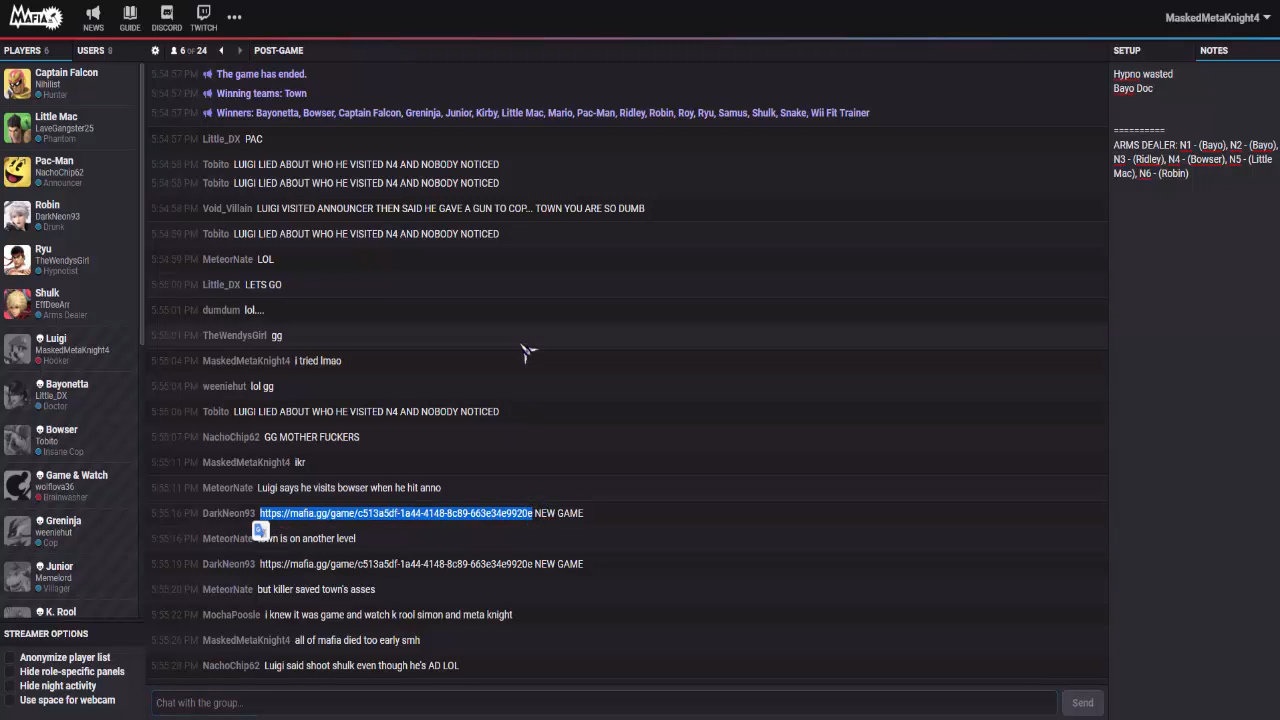 MAFIA
NEWS
GUIDE
DISCORD
TWITCH
MaskedMetaKnight4
PLAYERS 6
USERS 8
6 OF 24
POST-GAME
SETUP
NOTES
Captain Falcon
Nihilist
Hunter
Little Mac
LaveGangster25
Phantom
Pac-Man
NachoChip62
Announcer
Robin
DarkNeon93
Drunk
Ryu
TheWendysGirl
Hypnotist
Shulk
EffDeeArr
Arms Dealer
Luigi
MaskedMetaKnight4
Hooker
Bayonetta
Little_DX
Doctor
Bowser
Tobito
Insane Cop
Game & Watch
wolflova36
Brainwasher
Greninja
weeniehut
Cop
Junior
Memelord
Villager
K. Rool
STREAMER OPTIONS
Anonymize player list
Hide role-specific panels
Hide night activity
Use space for webcam
5:54:57 PM The game has ended.
5:54:57 PM Winning teams: Town
5:54:57 PM Winners: Bayonetta, Bowser, Captain Falcon, Greninja, Junior, Kirby, Little Mac, Mario, Pac-Man, Ridley, Robin, Roy, Ryu, Samus, Shulk, Snake, Wii Fit Trainer
5:54:57 PM Little_DX PAC
5:54:58 PM Tobito LUIGI LIED ABOUT WHO HE VISITED N4 AND NOBODY NOTICED
5:54:58 PM Tobito LUIGI LIED ABOUT WHO HE VISITED N4 AND NOBODY NOTICED
5:54:58 PM Void_Villain LUIGI VISITED ANNOUNCER THEN SAID HE GAVE A GUN TO COP... TOWN YOU ARE SO DUMB
5:54:59 PM Tobito LUIGI LIED ABOUT WHO HE VISITED N4 AND NOBODY NOTICED
5:54:59 PM MeteorNate LOL
5:55:00 PM Little_DX LETS GO
5:55:01 PM dumdum lol....
5:55:01 PM TheWendysGirl gg
5:55:04 PM MaskedMetaKnight4 i tried lmao
5:55:04 PM weeniehut lol gg
5:55:06 PM Tobito LUIGI LIED ABOUT WHO HE VISITED N4 AND NOBODY NOTICED
5:55:07 PM NachoChip62 GG MOTHER FUCKERS
5:55:11 PM MaskedMetaKnight4 ikr
5:55:11 PM MeteorNate Luigi says he visits bowser when he hit anno
5:55:16 PM DarkNeon93 https://mafia.gg/game/c513a5df-1a44-4148-8c89-663e34e9920e NEW GAME
5:55:16 PM MeteorNate is on another level
5:55:19 PM DarkNeon93 https://mafia.gg/game/c513a5df-1a44-4148-8c89-663e34e9920e NEW GAME
5:55:20 PM MeteorNate but killer saved town's asses
5:55:22 PM MochaPoosle i knew it was game and watch k rool simon and meta knight
5:55:26 PM MaskedMetaKnight4 all of mafia died too early smh
5:55:28 PM NachoChip62 Luigi said shoot shulk even though he's AD LOL
Chat with the group...
Send
Hypno wasted
Bayo Doc
==========
ARMS DEALER: N1 - (Bayo), N2 - (Bayo),
N3 - (Ridley), N4 - (Bowser), N5 - (Little
Mac), N6 - (Robin)